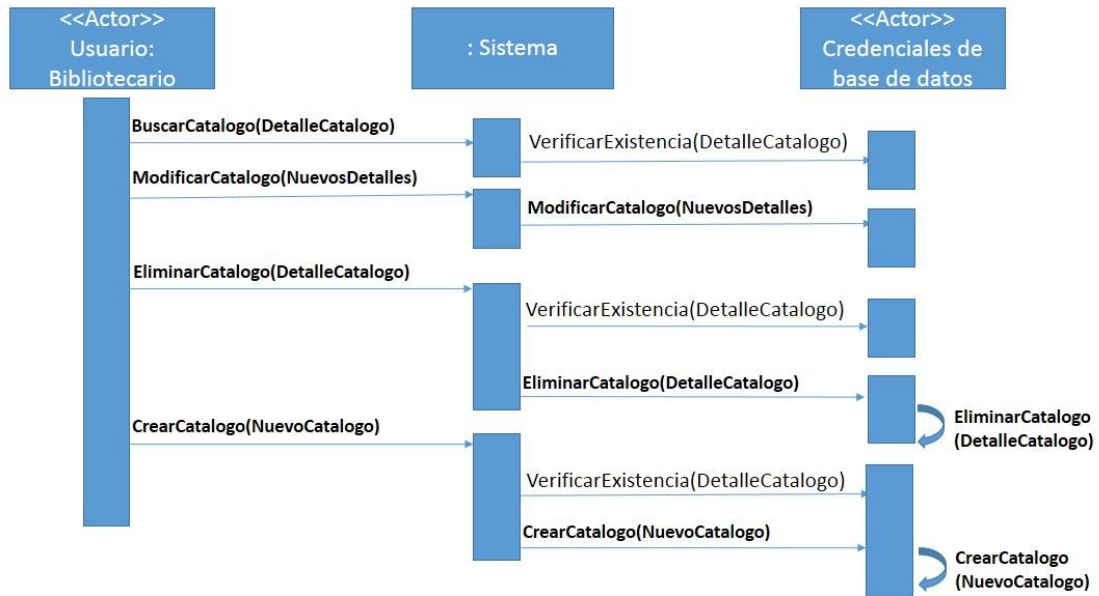 <<Actor>>
Usuario:
Bibliotecario
: Sistema
<<Actor>>
Credenciales de
base de datos
BuscarCatalogo(DetalleCatalogo)
VerificarExistencia(DetalleCatalogo)
ModificarCatalogo(NuevosDetalles)
ModificarCatalogo(NuevosDetalles)
EliminarCatalogo(DetalleCatalogo)
VerificarExistencia(DetalleCatalogo)
EliminarCatalogo(DetalleCatalogo)
EliminarCatalogo
(DetalleCatalogo)
CrearCatalogo(NuevoCatalogo)
VerificarExistencia(DetalleCatalogo)
CrearCatalogo(NuevoCatalogo)
CrearCatalogo
(NuevoCatalogo)